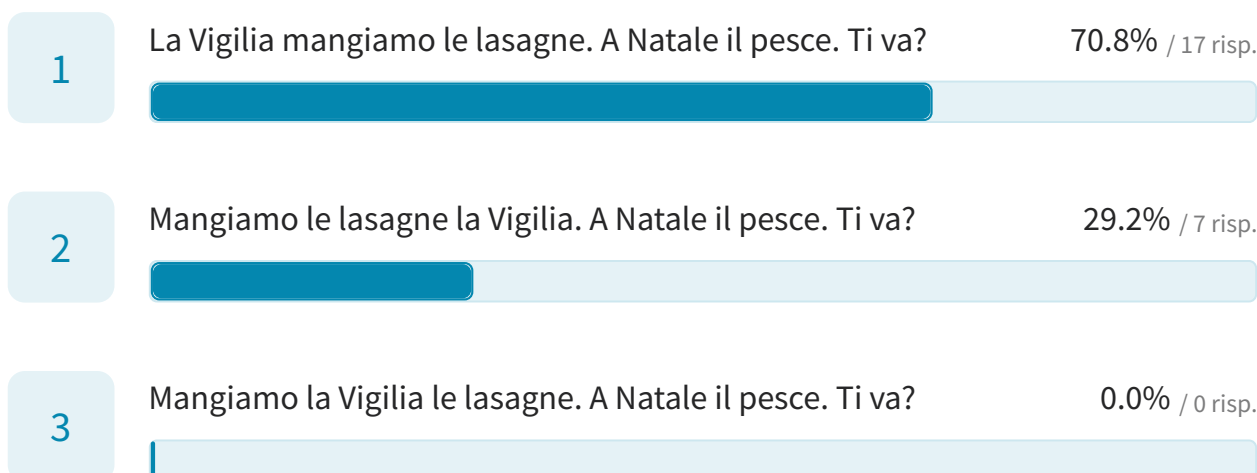 1
La Vigilia mangiamo le lasagne. A Natale il pesce. Ti va? 70.8% / 17 risp.
2
Mangiamo le lasagne la Vigilia. A Natale il pesce. Ti va? 29.2% / 7 risp.
3
Mangiamo la Vigilia le lasagne. A Natale il pesce. Ti va? 0.0% / 0 risp.